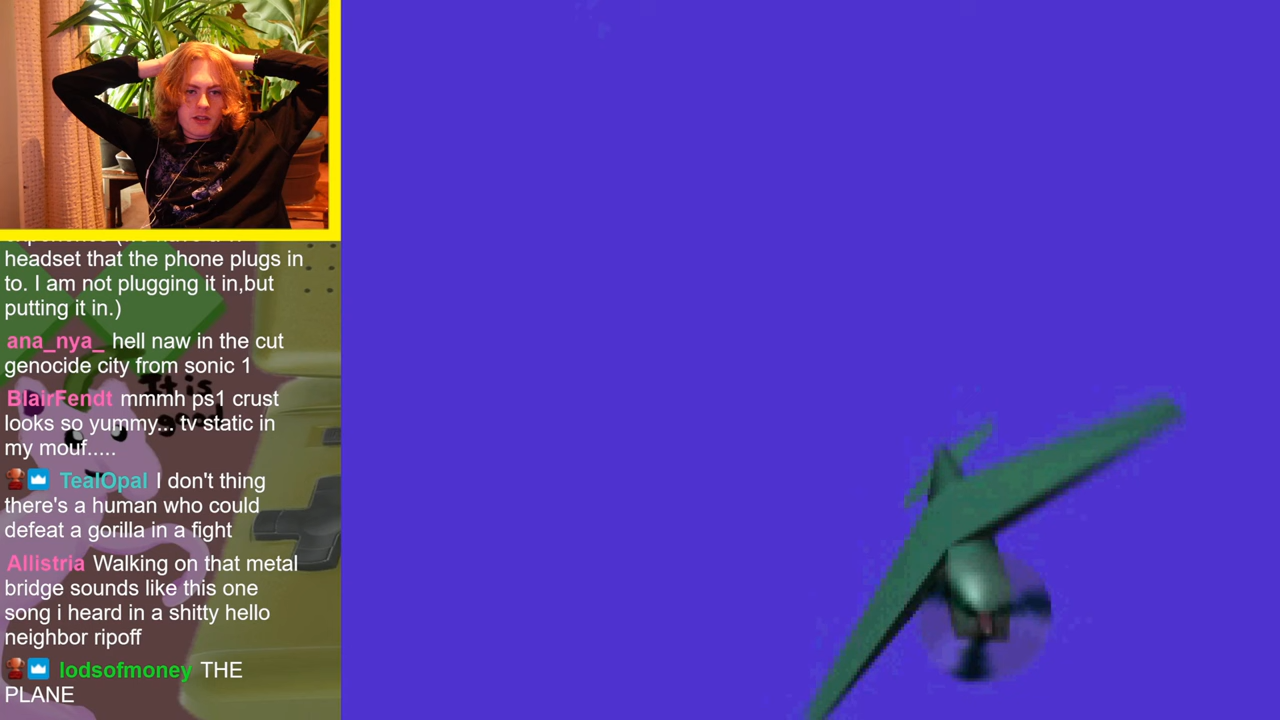 headset that the phone plugs in
to. I am not plugging it in,but
putting it in.)
ana_nya_ hell naw in the cut
genocide city from sonic 1
BlairFendt mmmh ps1 crust
looks so yummy... tv static in
my mouf.....
TealOpal I don't thing
there's a human who could
defeat a gorilla in a fight
Allistria Walking on that metal
bridge sounds like this one
song i heard in a shitty hello
neighbor ripoff
lodsofmoney THE
PLANE
It is
good